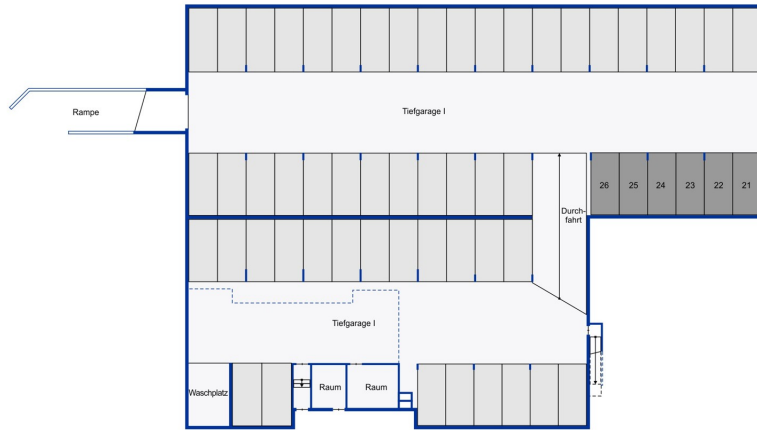 Tiefgarage I
Rampe
26 25 24 23 22 21
Durch-
fahrt
Tiefgarage I
Waschplatz
Raum
Raum